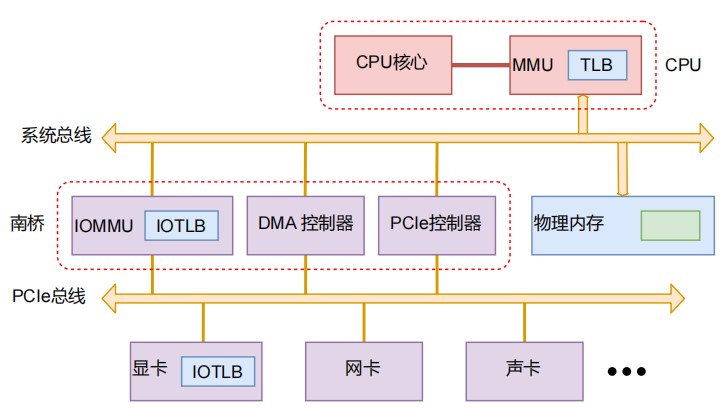 CPU核心
MMU
TLB
CPU
系统总线
南桥
IOMMU
IOTLB
DMA 控制器
PCIe控制器
物理内存
PCIe总线
显卡
IOTLB
网卡
声卡